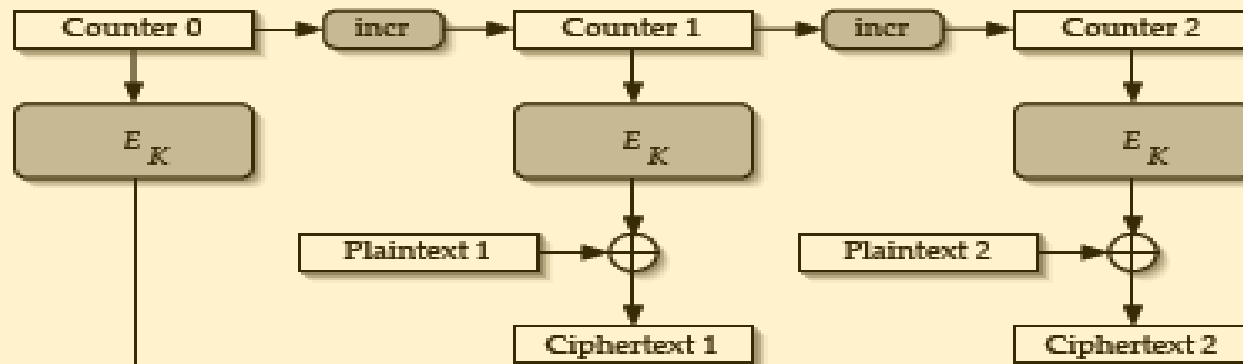 Counter 0
incr
Counter 1
incr
Counter 2
E K
E K
E K
Plaintext 1
Plaintext 2
Ciphertext 1
Ciphertext 2